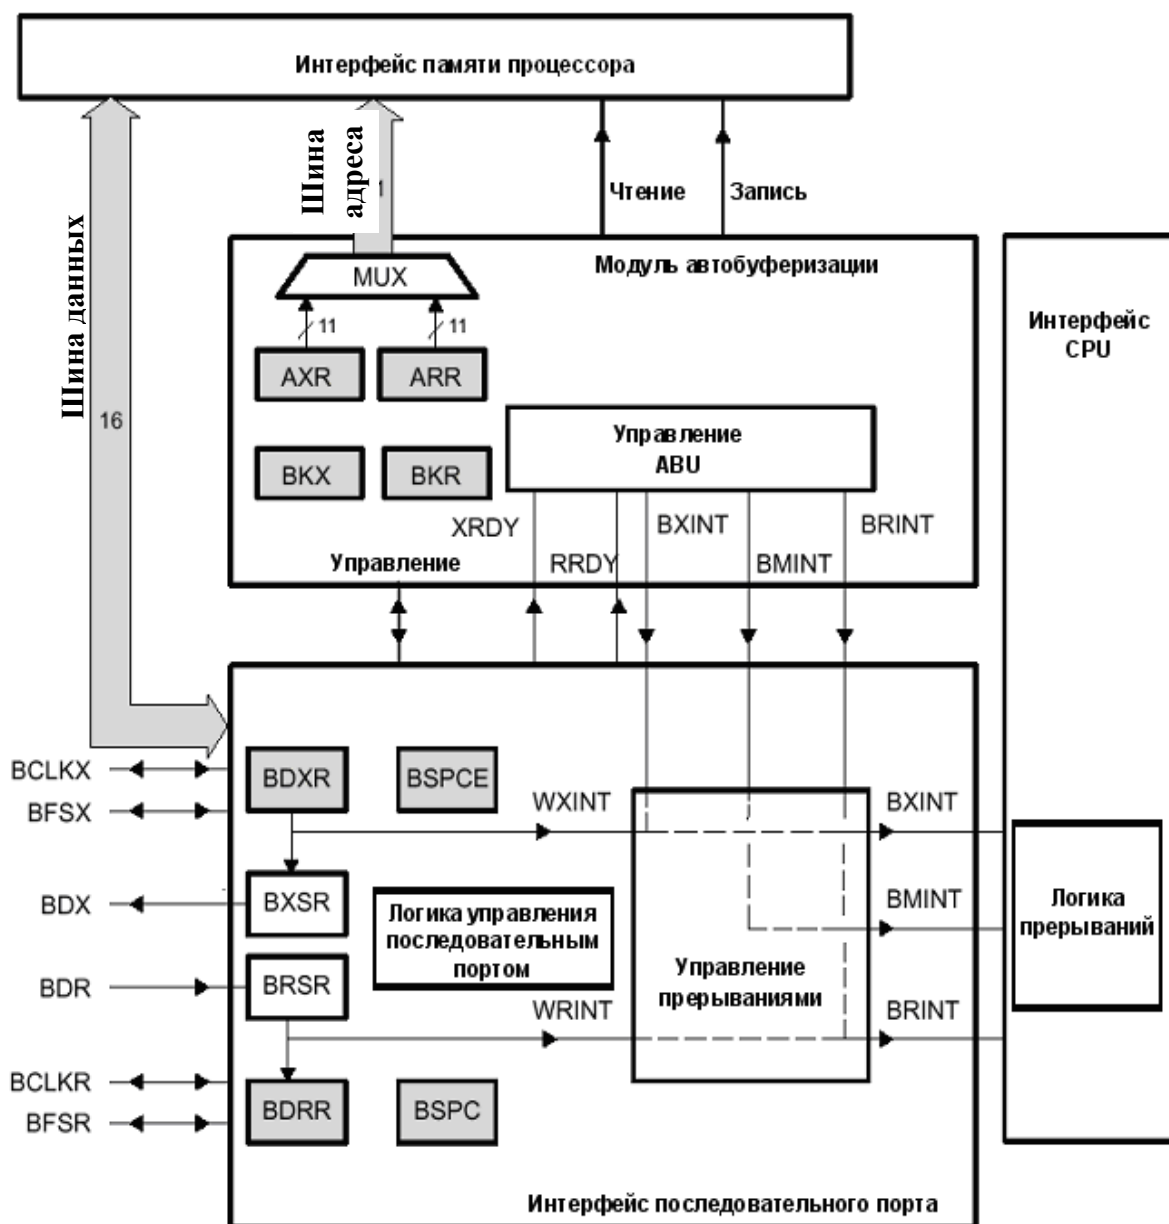 Интерфейс памяти процессора
Шина
адреса
Чтение
Запись
Шина данных
16
Модуль автобуферизации
MUX
11
11
AXR
ARR
BKX
BKR
Управление
ABU
Интерфейс
CPU
XRDY
BXINT
BRINT
Управление
RRDY
BMINT
BCLKX
BFSX
BDX
BDR
BCLKR
BFSR
BDXR
BSPCE
WXINT
BXINT
BXSR
Логика управления
последовательным
портом
BMINT
Логика
прерываний
BRSR
Управление
прерываниями
WRINT
BRINT
BDRR
BSPC
Интерфейс последовательного порта